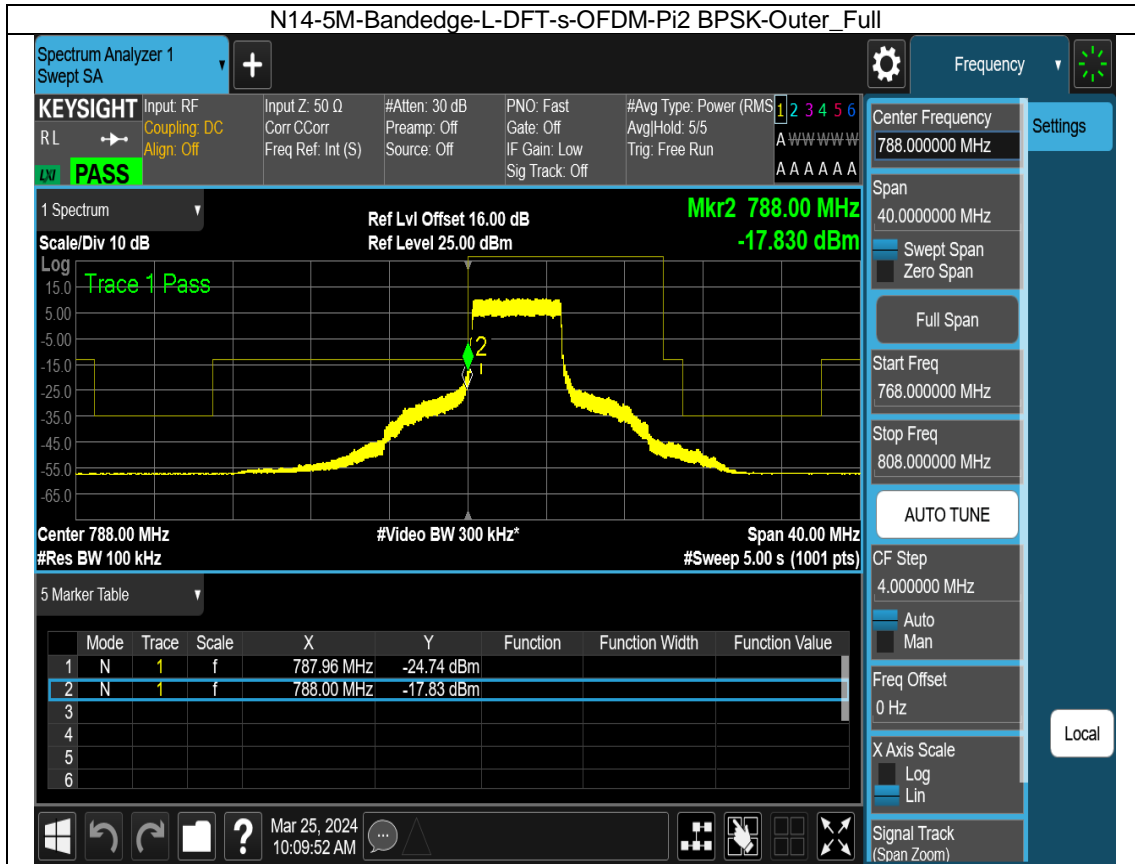 N14-5M-Bandedge-L-DFT-s-OFDM-Pi2 BPSK-Outer_Full
Spectrum Analyzer 1
Swept SA
+
Frequency
KEYSIGHT
RL
LXI
PASS
Input: RF
Coupling: DC
Align: Off
Input Z: 50 Ω
Corr CCorr
Freq Ref: Int (S)
#Atten: 30 dB
Preamp: Off
Source: Off
PNO: Fast
Gate: Off
IF Gain: Low
Sig Track: Off
#Avg Type: Power (RMS
Avg|Hold: 5/5
Trig: Free Run
1 2 3 4 5 6
A W W W W W
A A A A A A
1 Spectrum
Scale/Div 10 dB
Ref Lvl Offset 16.00 dB
Ref Level 25.00 dBm
Mkr2 788.00 MHz
-17.830 dBm
Log
Trace 1 Pass
15.0
5.00
-5.00
-15.0
-25.0
-35.0
-45.0
-55.0
-65.0
2
1
Center 788.00 MHz
#Video BW 300 kHz*
Span 40.00 MHz
#Res BW 100 kHz
#Sweep 5.00 s (1001 pts)
5 Marker Table
Mode Trace Scale X Y Function Function Width Function Value
1 N 1 f 787.96 MHz -24.74 dBm
2 N 1 f 788.00 MHz -17.83 dBm
3
4
5
6
Center Frequency
788.000000 MHz
Settings
Span
40.0000000 MHz
Swept Span
Zero Span
Full Span
Start Freq
768.000000 MHz
Stop Freq
808.000000 MHz
AUTO TUNE
CF Step
4.000000 MHz
Auto
Man
Freq Offset
0 Hz
X Axis Scale
Log
Lin
Local
Signal Track
(Span Zoom)
?
Mar 25, 2024
10:09:52 AM